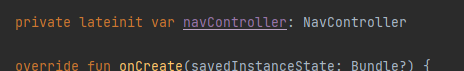 private lateinit var navController: NavController
override fun onCreate(savedInstanceState: Bundle?) {